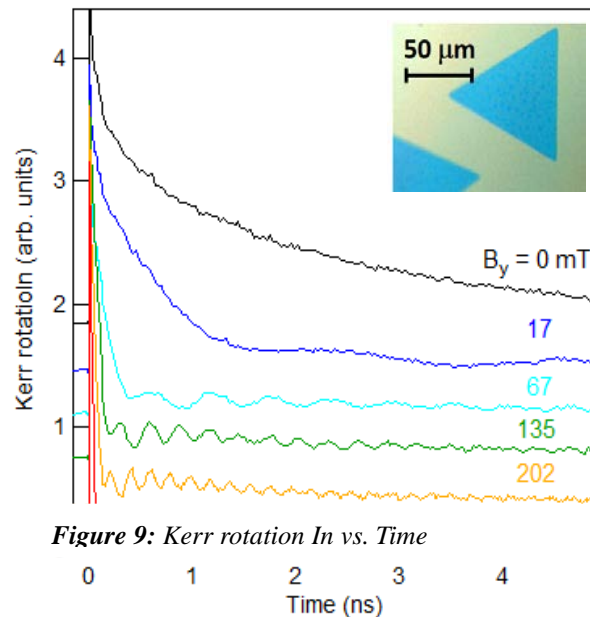 4
3
2
1
Kerr rotatioIn (arb. units)
50 μm
B_y = 0 mT
17
67
135
202
Figure 9: Kerr rotation In vs. Time
0 1 2 3 4
Time (ns)